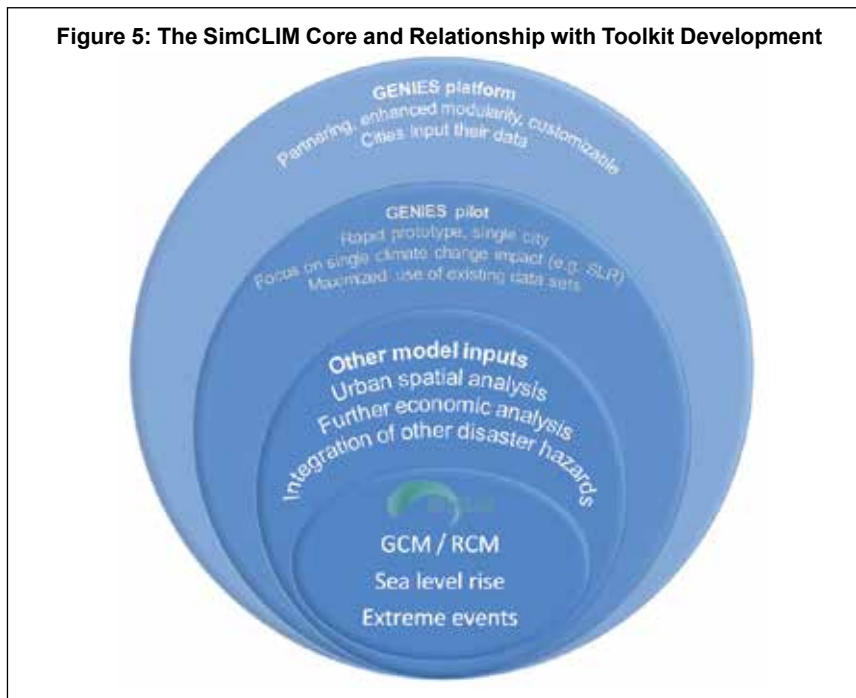 Figure 5: The SimCLIM Core and Relationship with Toolkit Development
GENIES platform
Partnering, enhanced modularity, customizable
Cities input their data
GENIES pilot
Rapid prototype, single city
Focus on single climate change impact (e.g. SLR)
Maximized use of existing data sets
Other model inputs
Urban spatial analysis
Further economic analysis
Integration of other disaster hazards
GCM / RCM
Sea level rise
Extreme events